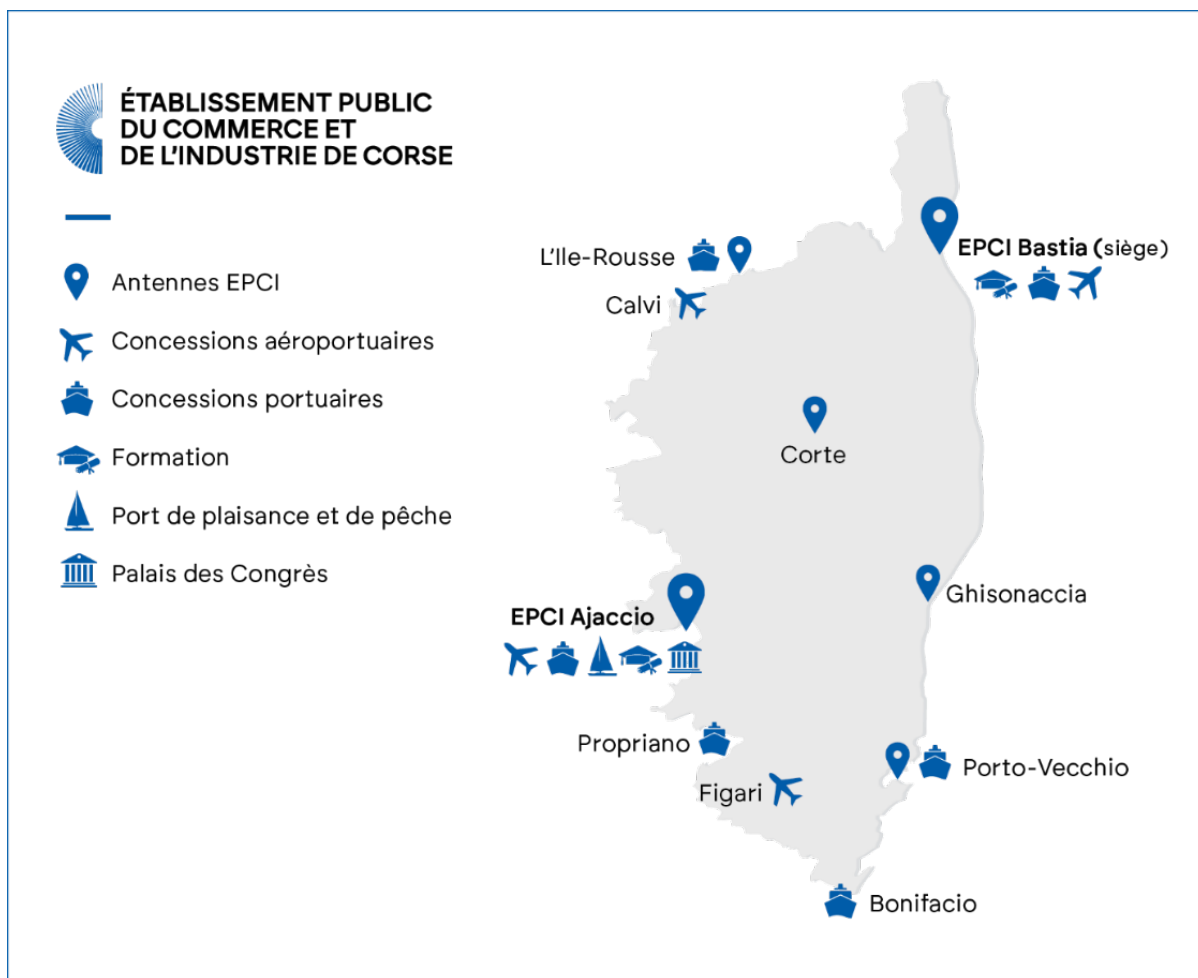 ÉTABLISSEMENT PUBLIC
DU COMMERCE ET
DE L'INDUSTRIE DE CORSE
Antennes EPCI
Concessions aéroportuaires
Concessions portuaires
Formation
Port de plaisance et de pêche
Palais des Congrès
L'Ile-Rousse
EPCI Bastia (siège)
Calvi
Corte
Ghisonaccia
EPCI Ajaccio
Propriano
Porto-Vecchio
Figari
Bonifacio